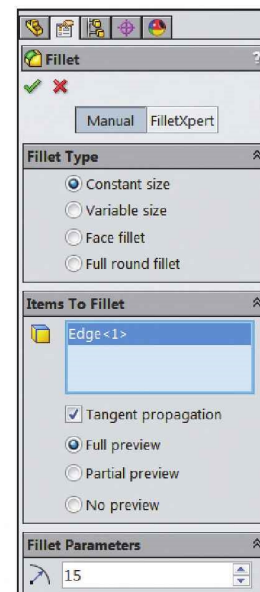 Fillet
?
Manual FilletXpert
Fillet Type
Constant size
Variable size
Face fillet
Full round fillet
Items To Fillet
Edge<1>
Tangent propagation
Full preview
Partial preview
No preview
Fillet Parameters
15